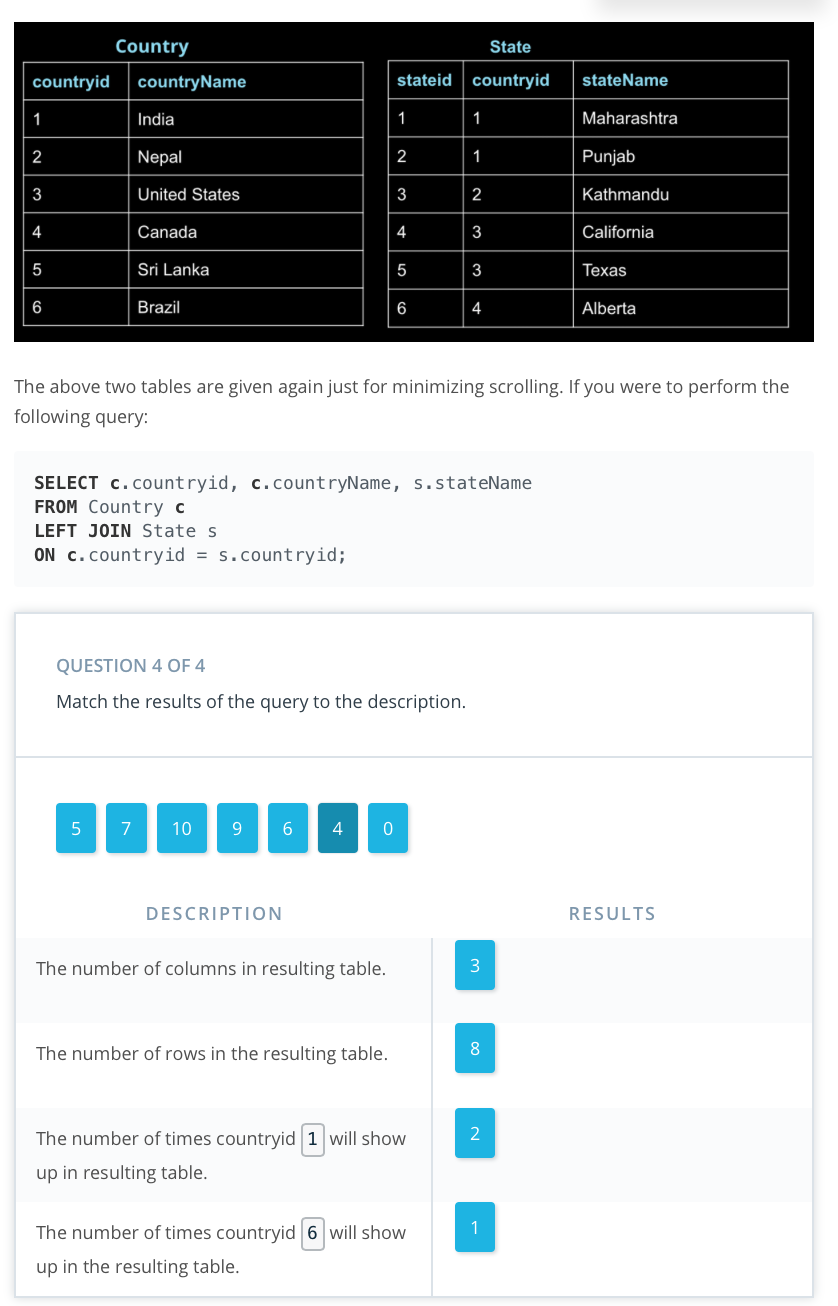 Country State
countryid countryName stateid countryid stateName
1 India 1 1 Maharashtra
2 Nepal 2 1 Punjab
3 United States 3 2 Kathmandu
4 Canada 4 3 California
5 Sri Lanka 5 3 Texas
6 Brazil 6 4 Alberta
The above two tables are given again just for minimizing scrolling. If you were to perform the
following query:
SELECT c.countryid, c.countryName, s.stateName
FROM Country c
LEFT JOIN State s
ON c.countryid = s.countryid;
QUESTION 4 OF 4
Match the results of the query to the description.
5 7 10 9 6 4 0
DESCRIPTION RESULTS
The number of columns in resulting table. 3
The number of rows in the resulting table. 8
The number of times countryid 1 will show 2
up in resulting table.
The number of times countryid 6 will show 1
up in the resulting table.